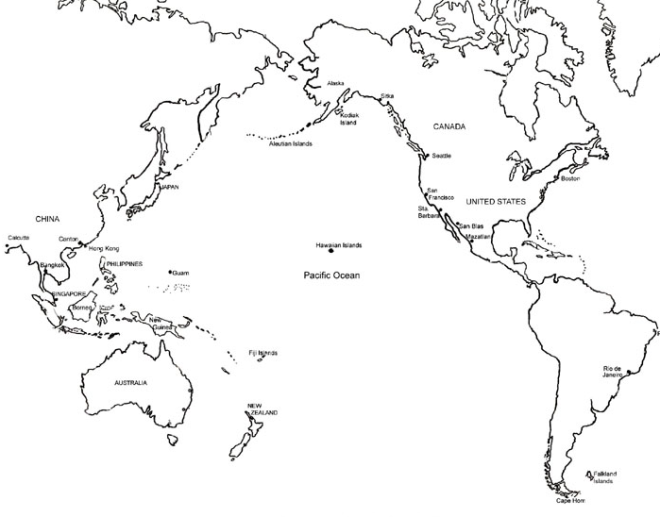 Alaska
Sitka
Kodiak
Island
CANADA
Aleutian Islands
Seattle
Boston
JAPAN
San
Francisco
UNITED STATES
Sta
Barbara
CHINA
San Blas
Mazatlan
Calcutta
Canton
Hong Kong
Hawaiian Islands
Bangkok
PHILIPPINES
Guam
Pacific Ocean
SINGAPORE
Borneo
New
Guinea
Fiji Islands
Rio de
Janeiro
AUSTRALIA
NEW
ZEALAND
Falkland
Islands
Cape Horn